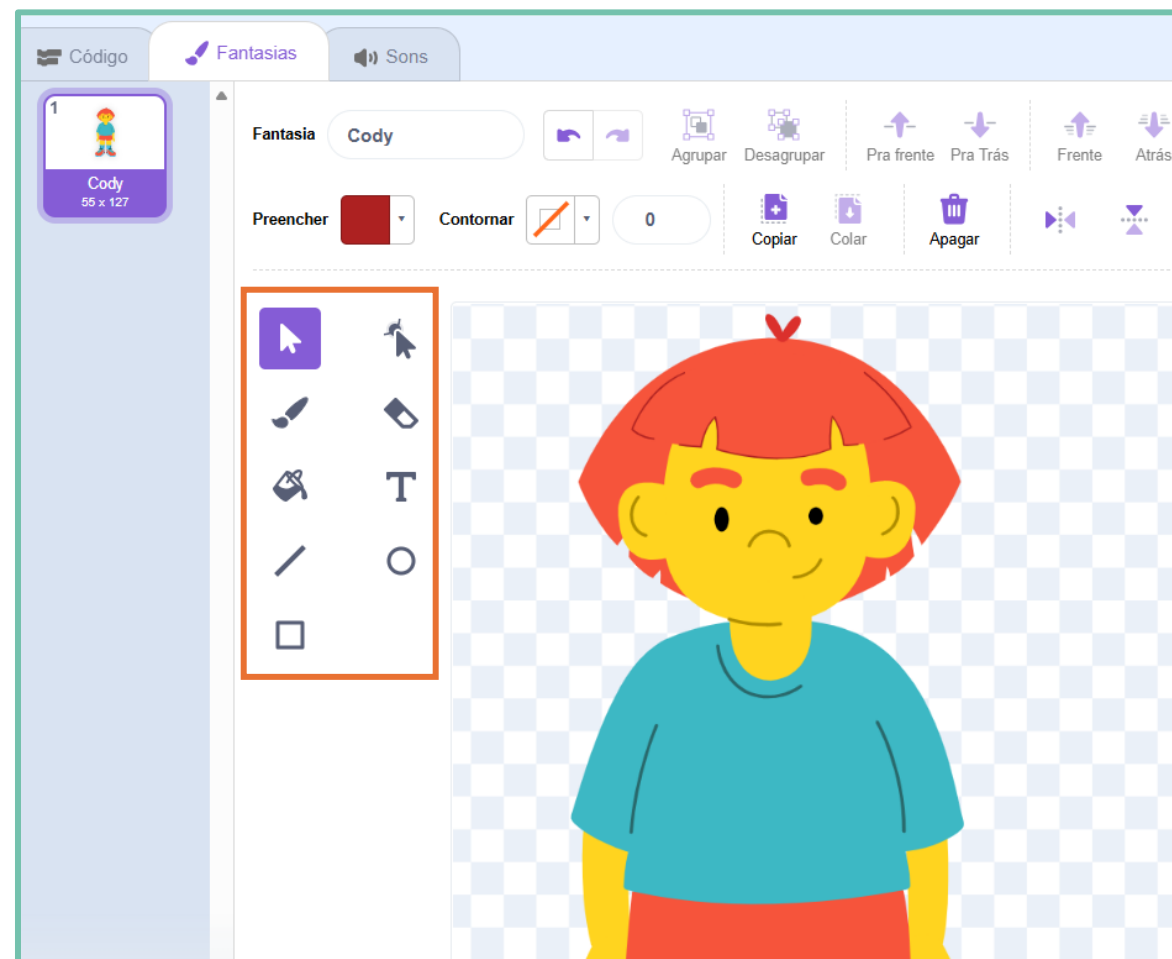 Código
Fantasias
Sons
1
Cody
55 x 127
Fantasia
Cody
Agrupar
Desagrupar
Pra frente
Pra Trás
Frente
Atrás
Preencher
Contornar
0
Copiar
Colar
Apagar
T